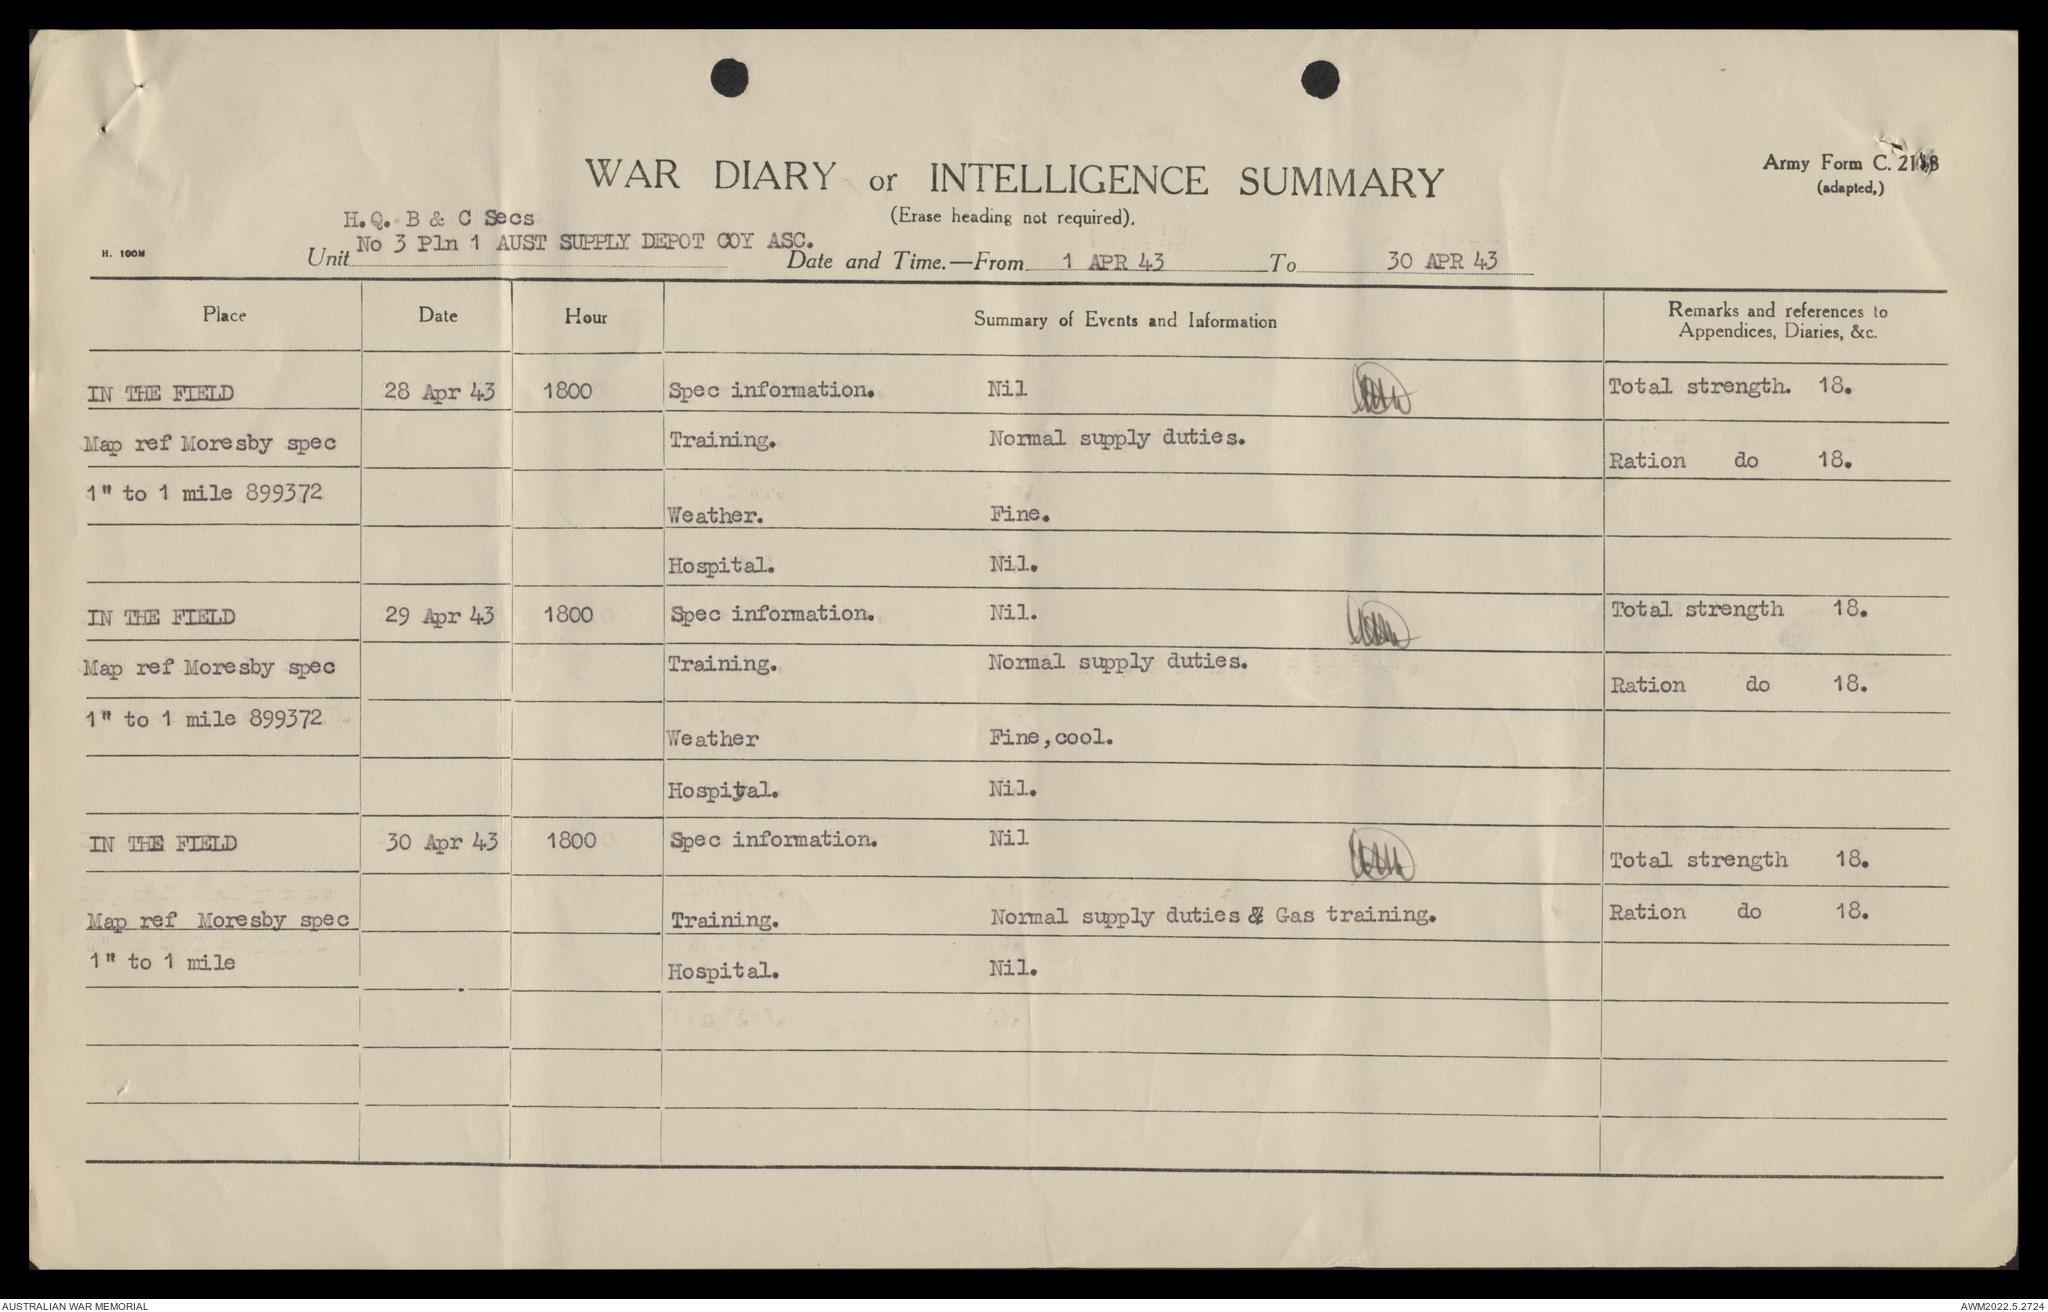 WAR DIARY or INTELLIGENCE SUMMARY
Army Form C.
(adapted,)
(Erase heading not required).
H.Q. B & C Secs
No 3 Pln 1 AUST SUPPLY DEPOT COY ASC.
H. 100M Unit Date and Time.—From 1 APR 43 To 30 APR 43
Place Date Hour Summary of Events and Information Remarks and references to
Appendices, Diaries, &c.
IN THE FIELD 28 Apr 43 1800 Spec information. Nil Total strength. 18.
Map ref Moresby spec Training. Normal supply duties. Ration do 18.
1" to 1 mile 899372
Weather. Fine.
Hospital. Nil.
IN THE FIELD 29 Apr 43 1800 Spec information. Nil. Total strength 18.
Map ref Moresby spec Training. Normal supply duties. Ration do 18.
1" to 1 mile 899372
Weather Fine,cool.
Hospital. Nil.
IN THE FIELD 30 Apr 43 1800 Spec information. Nil Total strength 18.
Map ref Moresby spec Training. Normal supply duties & Gas training. Ration do 18.
1" to 1 mile Hospital. Nil.
AUSTRALIAN WAR MEMORIAL AWM2022.5.2724